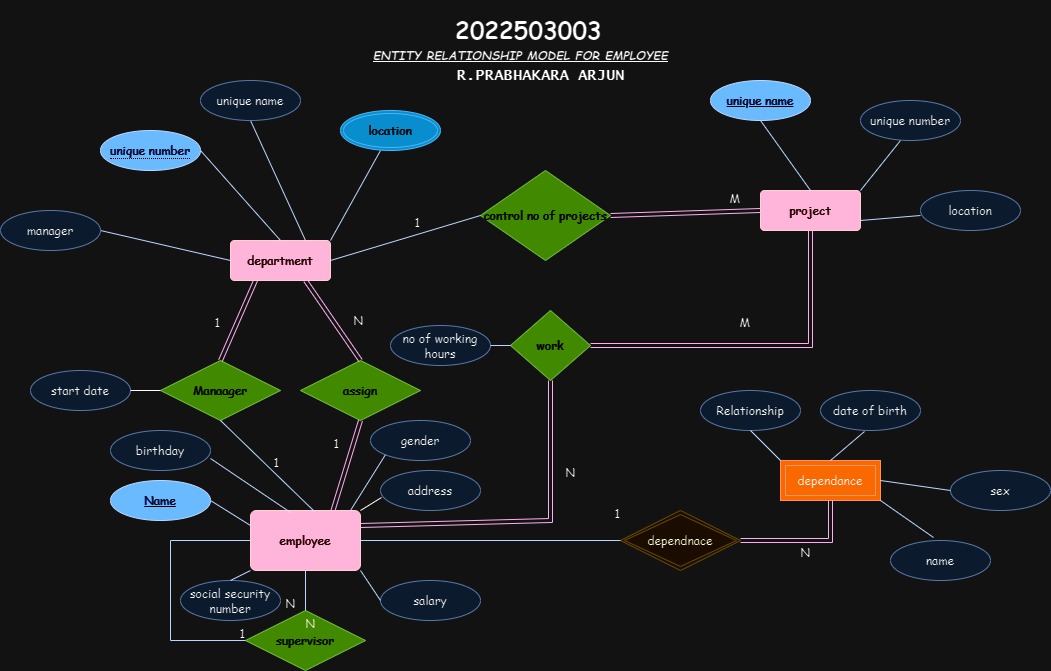 2022503003
ENTITY RELATIONSHIP MODEL FOR EMPLOYEE
R.PRABHAKARA ARJUN
unique name
unique name
unique number
location
unique number
M
project
location
control no of projects
1
manager
department
1
N
M
no of working
hours
work
start date
Manaager
assign
Relationship
date of birth
gender
1
birthday
1
N
dependance
address
sex
Name
1
employee
dependnace
N
name
social security
number
N
salary
N
1
supervisor